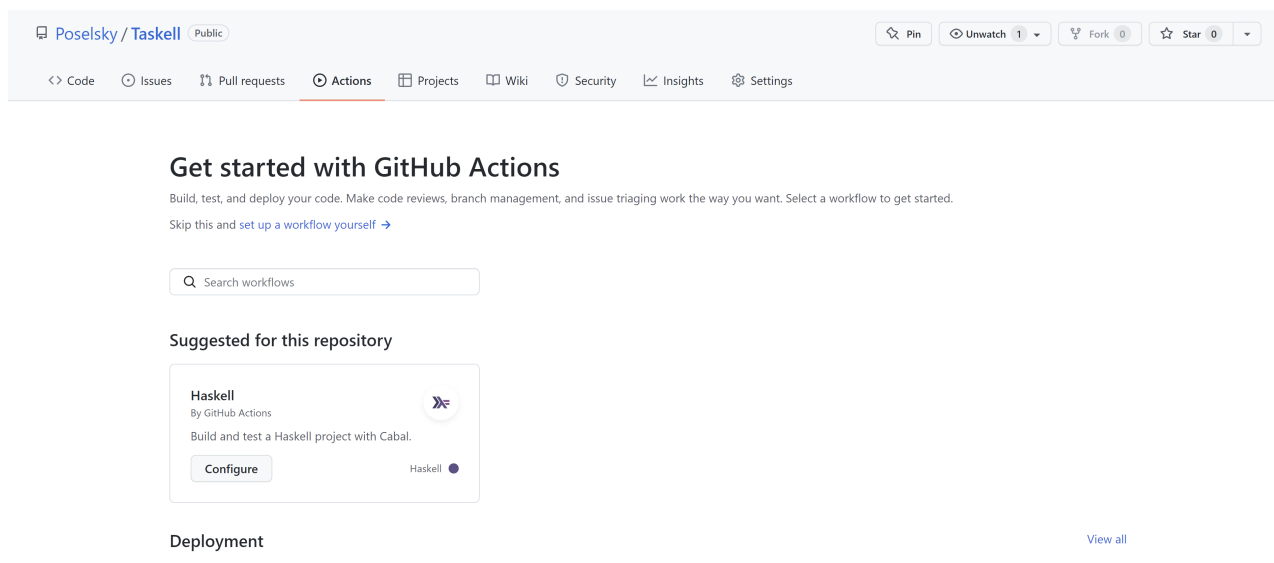 Poselsky / Taskell Public
Pin Unwatch 1 Fork 0 Star 0
Code Issues Pull requests Actions Projects Wiki Security Insights Settings
Get started with GitHub Actions
Build, test, and deploy your code. Make code reviews, branch management, and issue triaging work the way you want. Select a workflow to get started.
Skip this and set up a workflow yourself →
Search workflows
Suggested for this repository
Haskell
By GitHub Actions
Build and test a Haskell project with Cabal.
Configure
Haskell
Deployment
View all